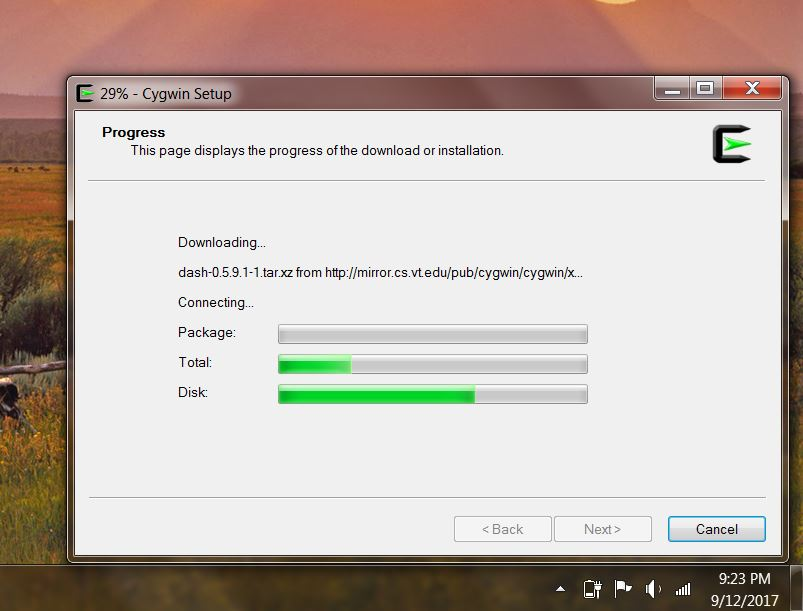 29% - Cygwin Setup
Progress
This page displays the progress of the download or installation.
Downloading...
dash-0.5.9.1-1.tar.xz from http://mirror.cs.vt.edu/pub/cygwin/cygwin/x...
Connecting...
Package:
Total:
Disk:
< Back
Next >
Cancel
9:23 PM
9/12/2017